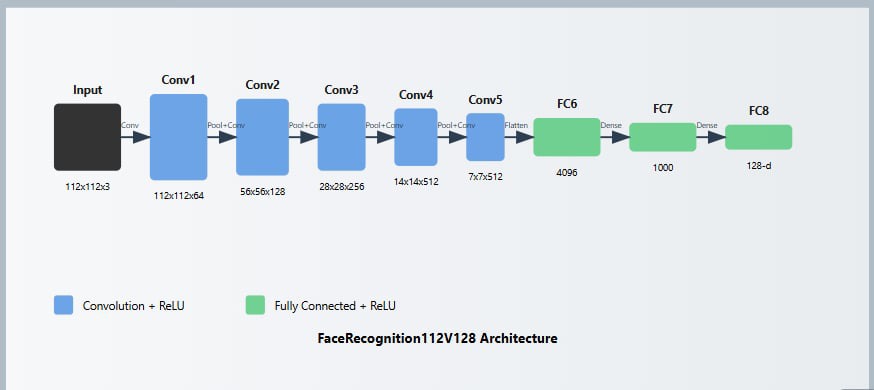 Input
Conv1
Conv2
Conv3
Conv4
Conv5
FC6
FC7
FC8
Conv
Pool+Conv
Pool+Conv
Pool+Conv
Pool+Conv
Flatten
Dense
Dense
112x112x3
112x112x64
56x56x128
28x28x256
14x14x512
7x7x512
4096
1000
128-d
Convolution + ReLU
Fully Connected + ReLU
FaceRecognition112V128 Architecture